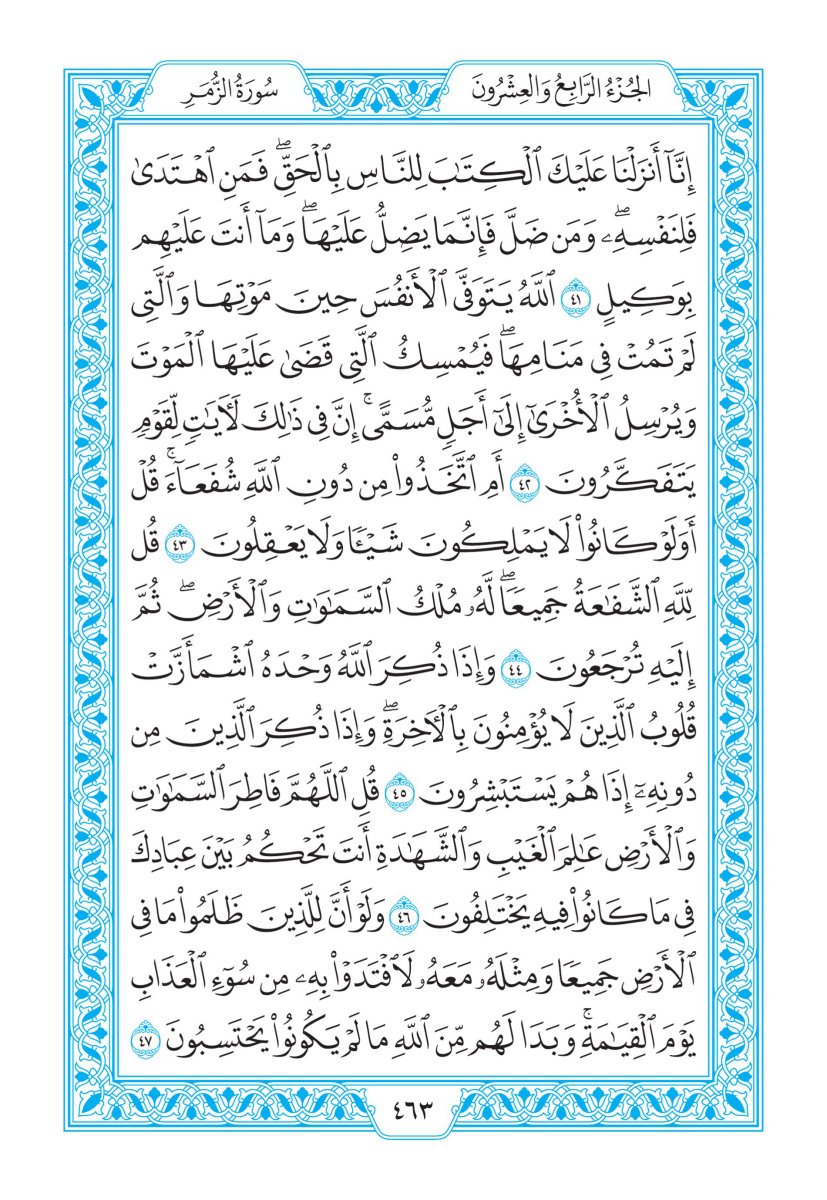 الجُزْءُ الرَّابِعُ وَالعِشْرُونَ
سُورَةُ الزُّمَرِ
إِنَّآ أَنزَلْنَا عَلَيْكَ ٱلْكِتَٰبَ لِلنَّاسِ بِٱلْحَقِّۖ فَمَنِ ٱهْتَدَىٰ
فَلِنَفْسِهِۦۖ وَمَن ضَلَّ فَإِنَّمَا يَضِلُّ عَلَيْهَاۖ وَمَآ أَنتَ عَلَيْهِم
بِوَكِيلٍ ٤١ ٱللَّهُ يَتَوَفَّى ٱلْأَنفُسَ حِينَ مَوْتِهَا وَٱلَّتِى
لَمْ تَمُتْ فِى مَنَامِهَاۖ فَيُمْسِكُ ٱلَّتِى قَضَىٰ عَلَيْهَا ٱلْمَوْتَ
وَيُرْسِلُ ٱلْأُخْرَىٰٓ إِلَىٰٓ أَجَلٍ مُّسَمًّىۚ إِنَّ فِى ذَٰلِكَ لَأٓيَٰتٍ لِّقَوْمٍ
يَتَفَكَّرُونَ ٤٢ أَمِ ٱتَّخَذُوا۟ مِن دُونِ ٱللَّهِ شُفَعَآءَۚ قُلْ
أَوَلَوْ كَانُوا۟ لَا يَمْلِكُونَ شَيْـًٔا وَلَا يَعْقِلُونَ ٤٣ قُل
لِّلَّهِ ٱلشَّفَٰعَةُ جَمِيعًاۖ لَّهُۥ مُلْكُ ٱلسَّمَٰوَٰتِ وَٱلْأَرْضِۖ ثُمَّ
إِلَيْهِ تُرْجَعُونَ ٤٤ وَإِذَا ذُكِرَ ٱللَّهُ وَحْدَهُ ٱشْمَأَزَّتْ
قُلُوبُ ٱلَّذِينَ لَا يُؤْمِنُونَ بِٱلْأٓخِرَةِۖ وَإِذَا ذُكِرَ ٱلَّذِينَ مِن
دُونِهِۦٓ إِذَا هُمْ يَسْتَبْشِرُونَ ٤٥ قُلِ ٱللَّهُمَّ فَاطِرَ ٱلسَّمَٰوَٰتِ
وَٱلْأَرْضِ عَٰلِمَ ٱلْغَيْبِ وَٱلشَّهَٰدَةِ أَنتَ تَحْكُمُ بَيْنَ عِبَادِكَ
فِى مَا كَانُوا۟ فِيهِ يَخْتَلِفُونَ ٤٦ وَلَوْ أَنَّ لِلَّذِينَ ظَلَمُوا۟ مَا فِى
ٱلْأَرْضِ جَمِيعًا وَمِثْلَهُۥ مَعَهُۥ لَٱفْتَدَوْا۟ بِهِۦ مِن سُوٓءِ ٱلْعَذَابِ
يَوْمَ ٱلْقِيَٰمَةِۚ وَبَدَا لَهُم مِّنَ ٱللَّهِ مَا لَمْ يَكُونُوا۟ يَحْتَسِبُونَ ٤٧
٤٦٣